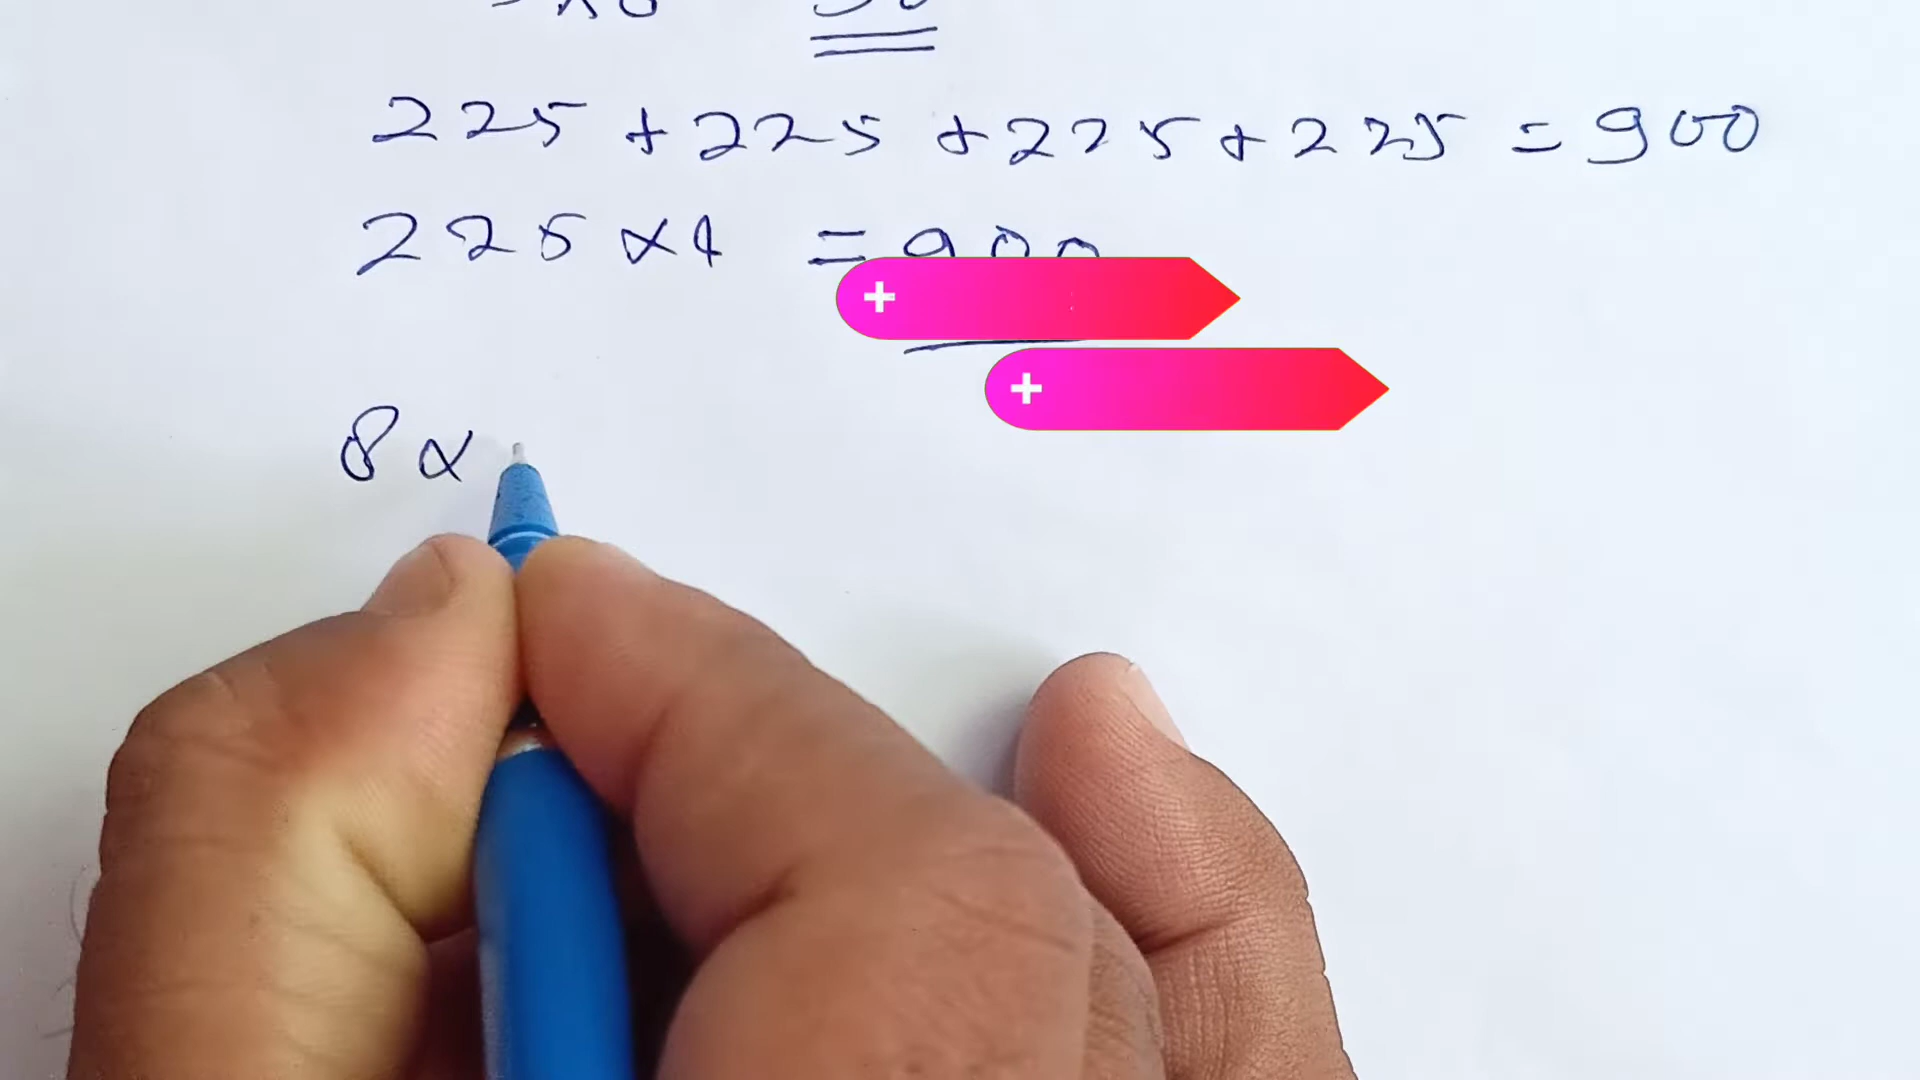 225 + 225 + 225 + 225 = 900
225 x 4 = 900
+
+
8 x